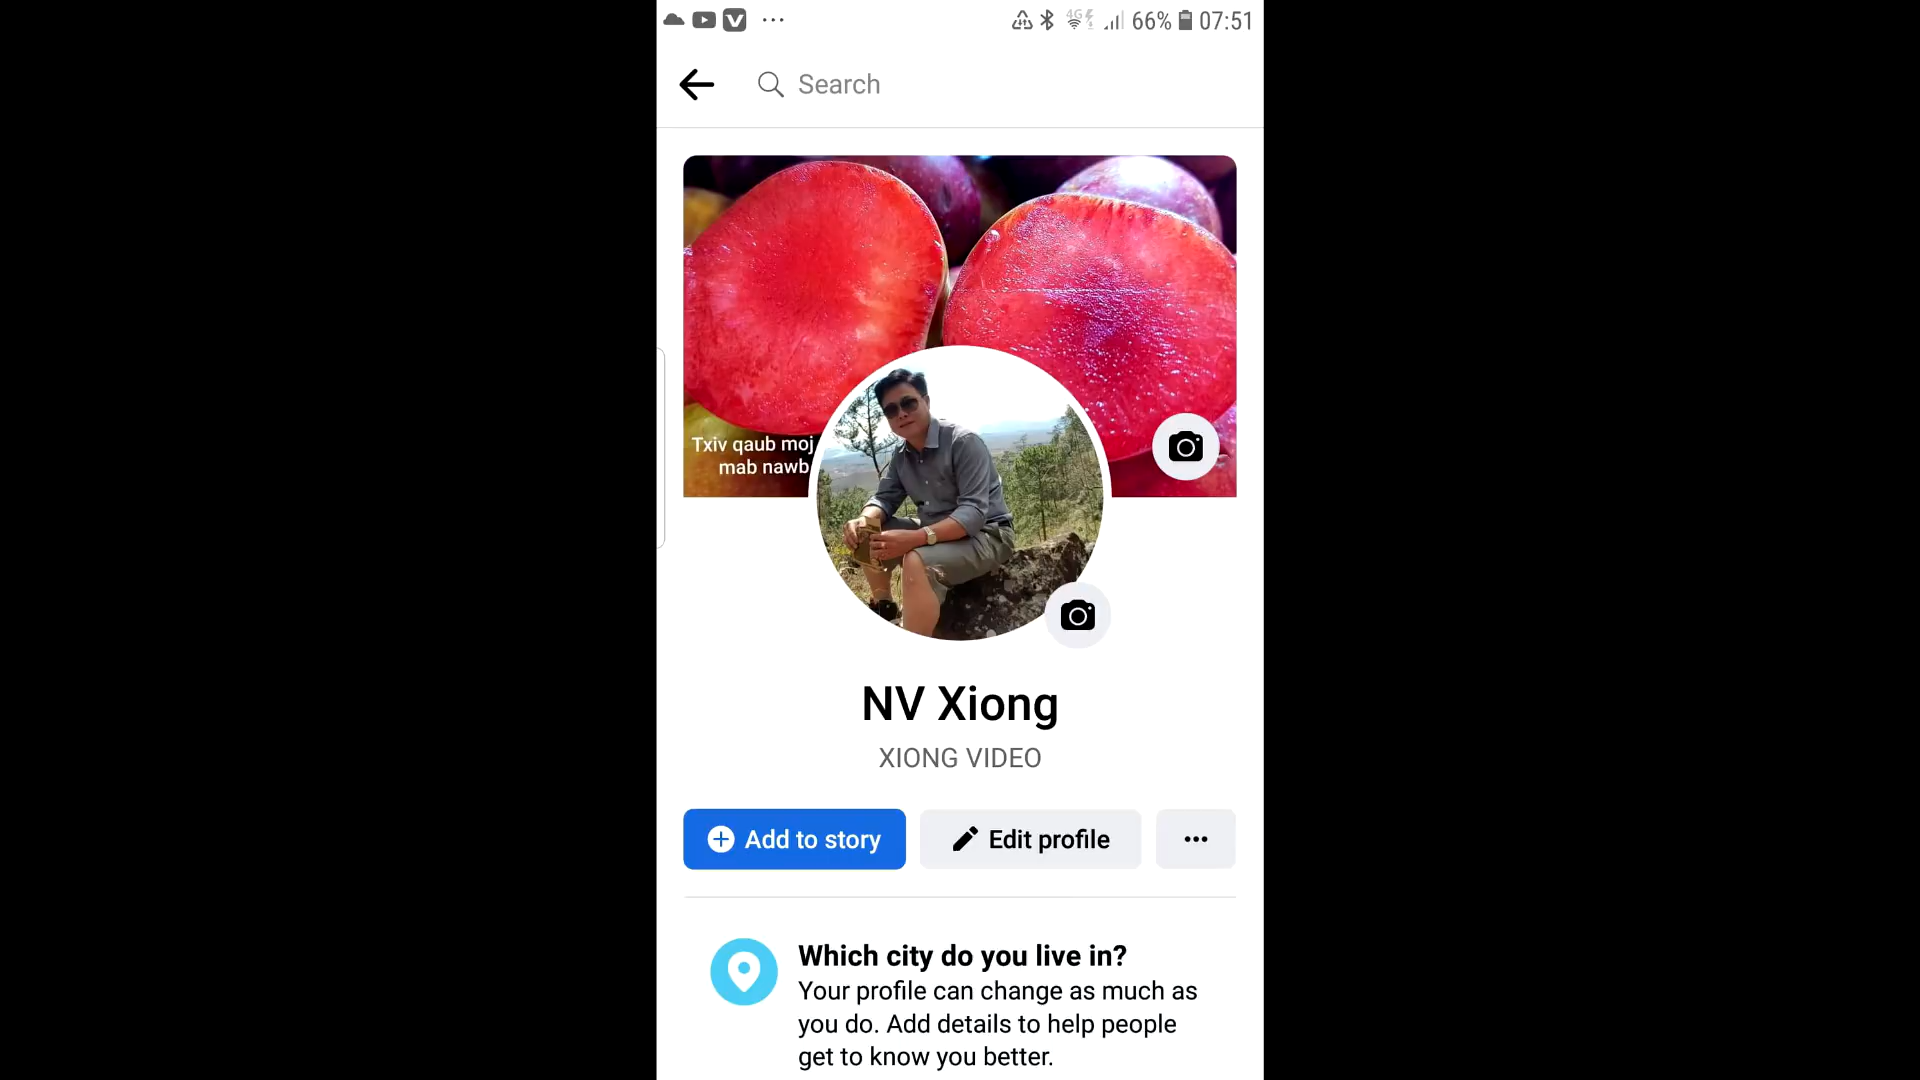 4G 66% 07:51
Search
Txiv qaub moj
mab nawb
NV Xiong
XIONG VIDEO
Add to story
Edit profile
Which city do you live in?
Your profile can change as much as
you do. Add details to help people
get to know you better.